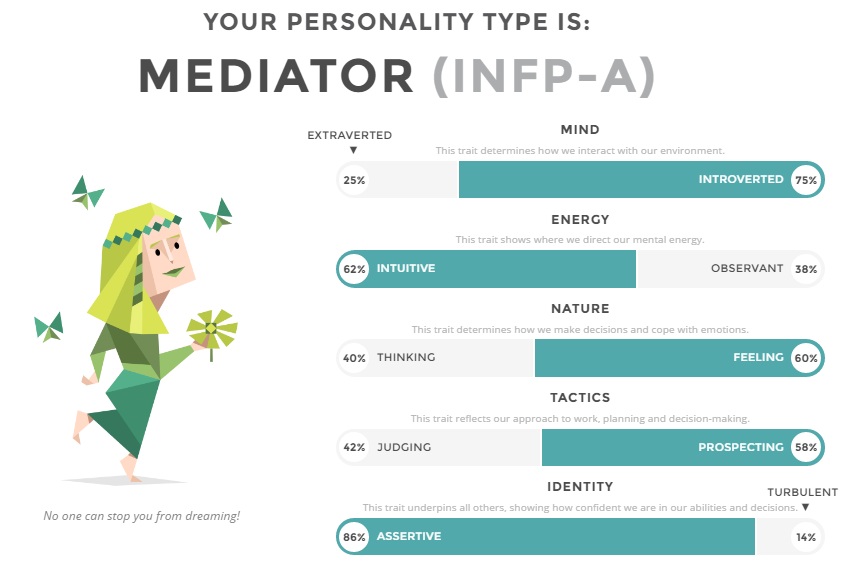 YOUR PERSONALITY TYPE IS:
MEDIATOR (INFP-A)
MIND
EXTRAVERTED
This trait determines how we interact with our environment.
25% INTROVERTED 75%
ENERGY
This trait shows where we direct our mental energy.
62% INTUITIVE OBSERVANT 38%
NATURE
This trait determines how we make decisions and cope with emotions.
40% THINKING FEELING 60%
TACTICS
This trait reflects our approach to work, planning and decision-making.
42% JUDGING PROSPECTING 58%
IDENTITY
TURBULENT
This trait underpins all others, showing how confident we are in our abilities and decisions.
86% ASSERTIVE 14%
No one can stop you from dreaming!